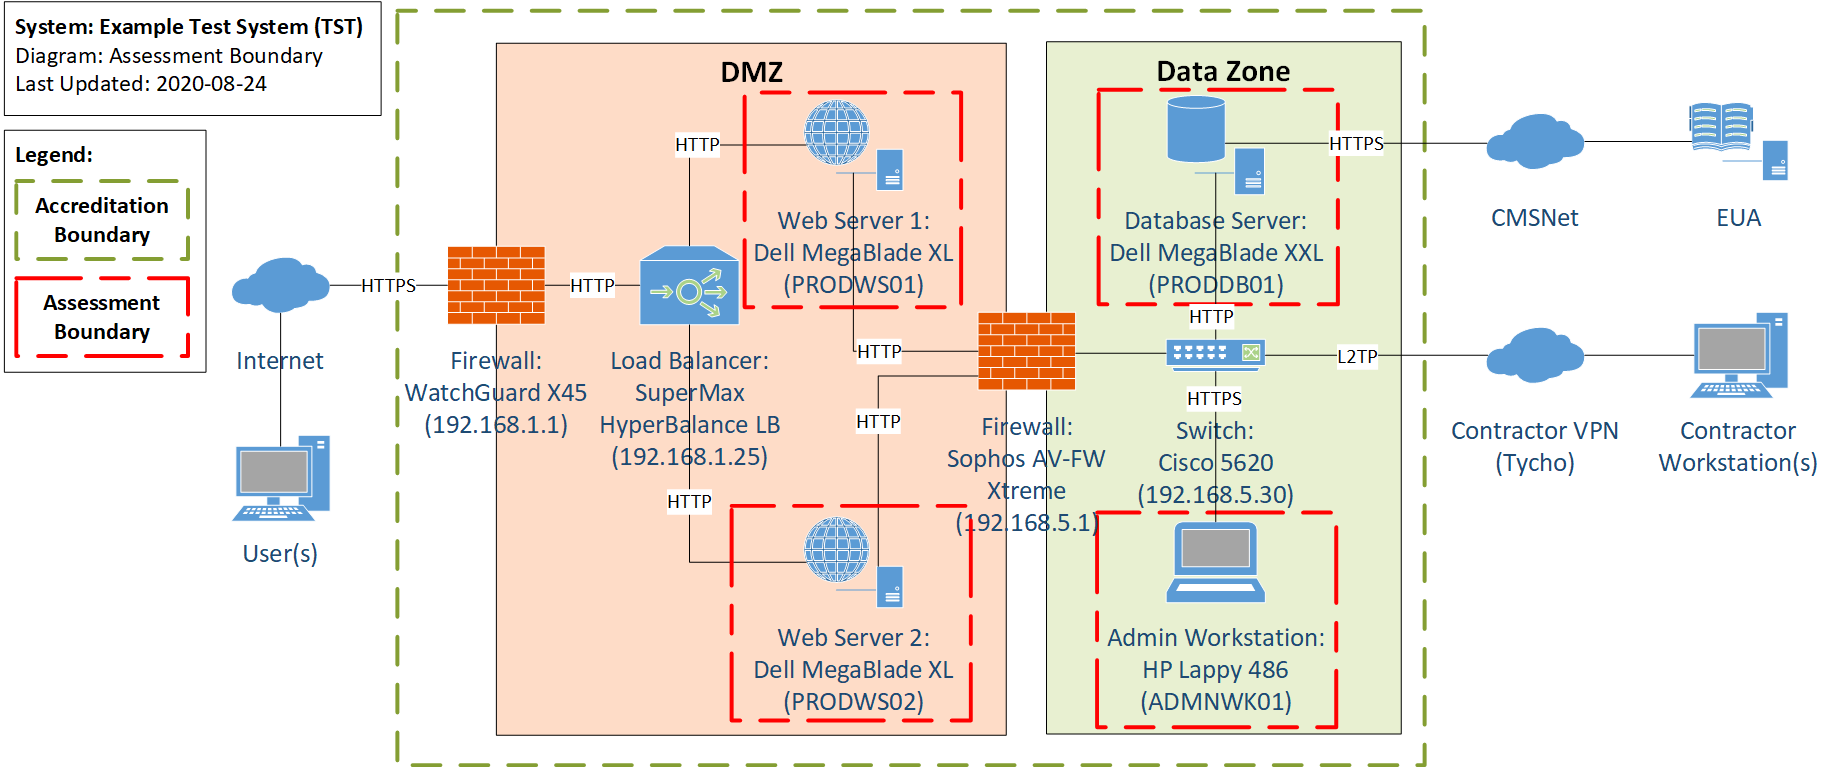 System: Example Test System (TST)
Diagram: Assessment Boundary
Last Updated: 2020-08-24
Legend:
Accreditation
Boundary
Assessment
Boundary
Internet
User(s)
HTTPS
Firewall:
WatchGuard X45
(192.168.1.1)
HTTP
DMZ
Load Balancer:
SuperMax
HyperBalance LB
(192.168.1.25)
HTTP
HTTP
Web Server 1:
Dell MegaBlade XL
(PRODWS01)
HTTP
HTTP
Web Server 2:
Dell MegaBlade XL
(PRODWS02)
Firewall:
Sophos AV-FW
Xtreme
(192.168.5.1)
Data Zone
Database Server:
Dell MegaBlade XXL
(PRODDB01)
HTTP
HTTPS
Switch:
Cisco 5620
(192.168.5.30)
Admin Workstation:
HP Lappy 486
(ADMNWK01)
HTTPS
CMSNet
EUA
L2TP
Contractor VPN
(Tycho)
Contractor
Workstation(s)